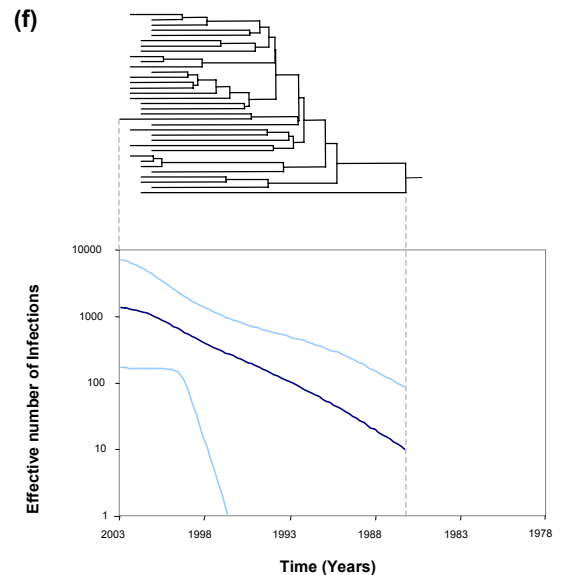 (f)
10000
1000
100
10
1
Effective number of Infections
2003 1998 1993 1988 1983 1978
Time (Years)